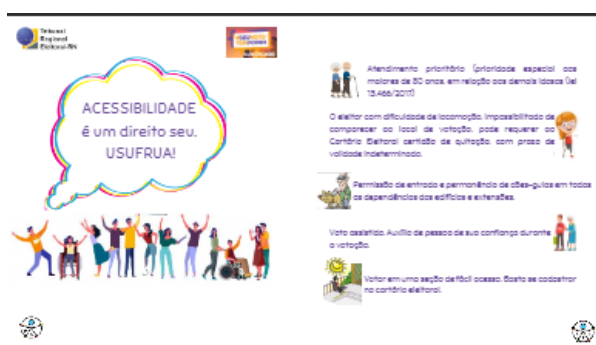 Tribunal
Regional
Eleitoral-RN
ACESSIBILIDADE
é um direito seu.
USUFRUA!
Atendimento prioritário (prioridade especial aos
maiores de 80 anos, em relação aos demais idosos (lei
13.466/2017)
O eleitor com dificuldade de locomoção, impossibilitado de
comparecer ao local de votação, pode requerer ao
Cartório Eleitoral certidão de quitação, com prazo de
validade indeterminado.
Permissão de entrada e permanência de cães-guias em todas
as dependências dos edifícios e extensões.
Voto assistido. Auxílio de pessoa de sua confiança durante
a votação.
Votar em uma seção de fácil acesso. Basta se cadastrar
no cartório eleitoral.